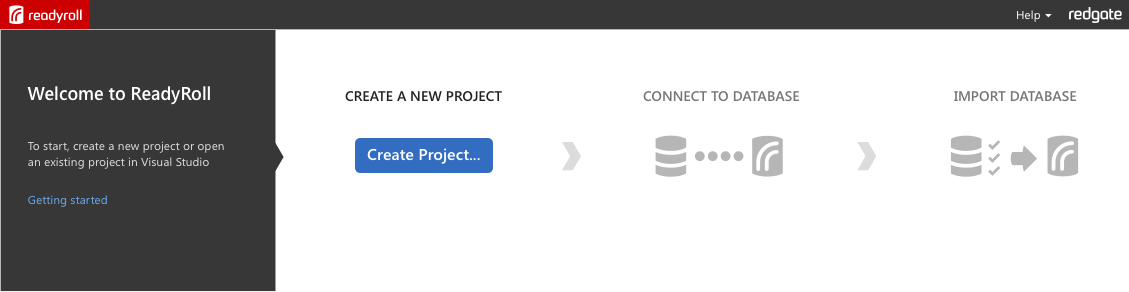 readyroll
Help
redgate
Welcome to ReadyRoll
To start, create a new project or open
an existing project in Visual Studio
Getting started
CREATE A NEW PROJECT
Create Project...
CONNECT TO DATABASE
IMPORT DATABASE